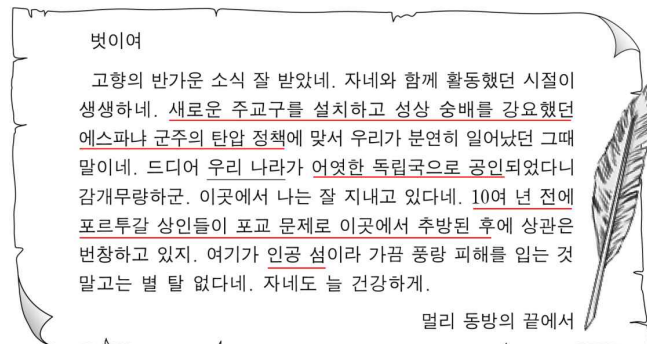 벗이여
고향의 반가운 소식 잘 받았네. 자네와 함께 활동했던 시절이
생생하네. 새로운 주교구를 설치하고 성상 숭배를 강요했던
에스파냐 군주의 탄압 정책에 맞서 우리가 분연히 일어났던 그때
말이네. 드디어 우리 나라가 어엿한 독립국으로 공인되었다니
감개무량하군. 이곳에서 나는 잘 지내고 있다네. 10여 년 전에
포르투갈 상인들이 포교 문제로 이곳에서 추방된 후에 상관은
번창하고 있지. 여기가 인공 섬이라 가끔 풍랑 피해를 입는 것
말고는 별 탈 없다네. 자네도 늘 건강하게.
멀리 동방의 끝에서